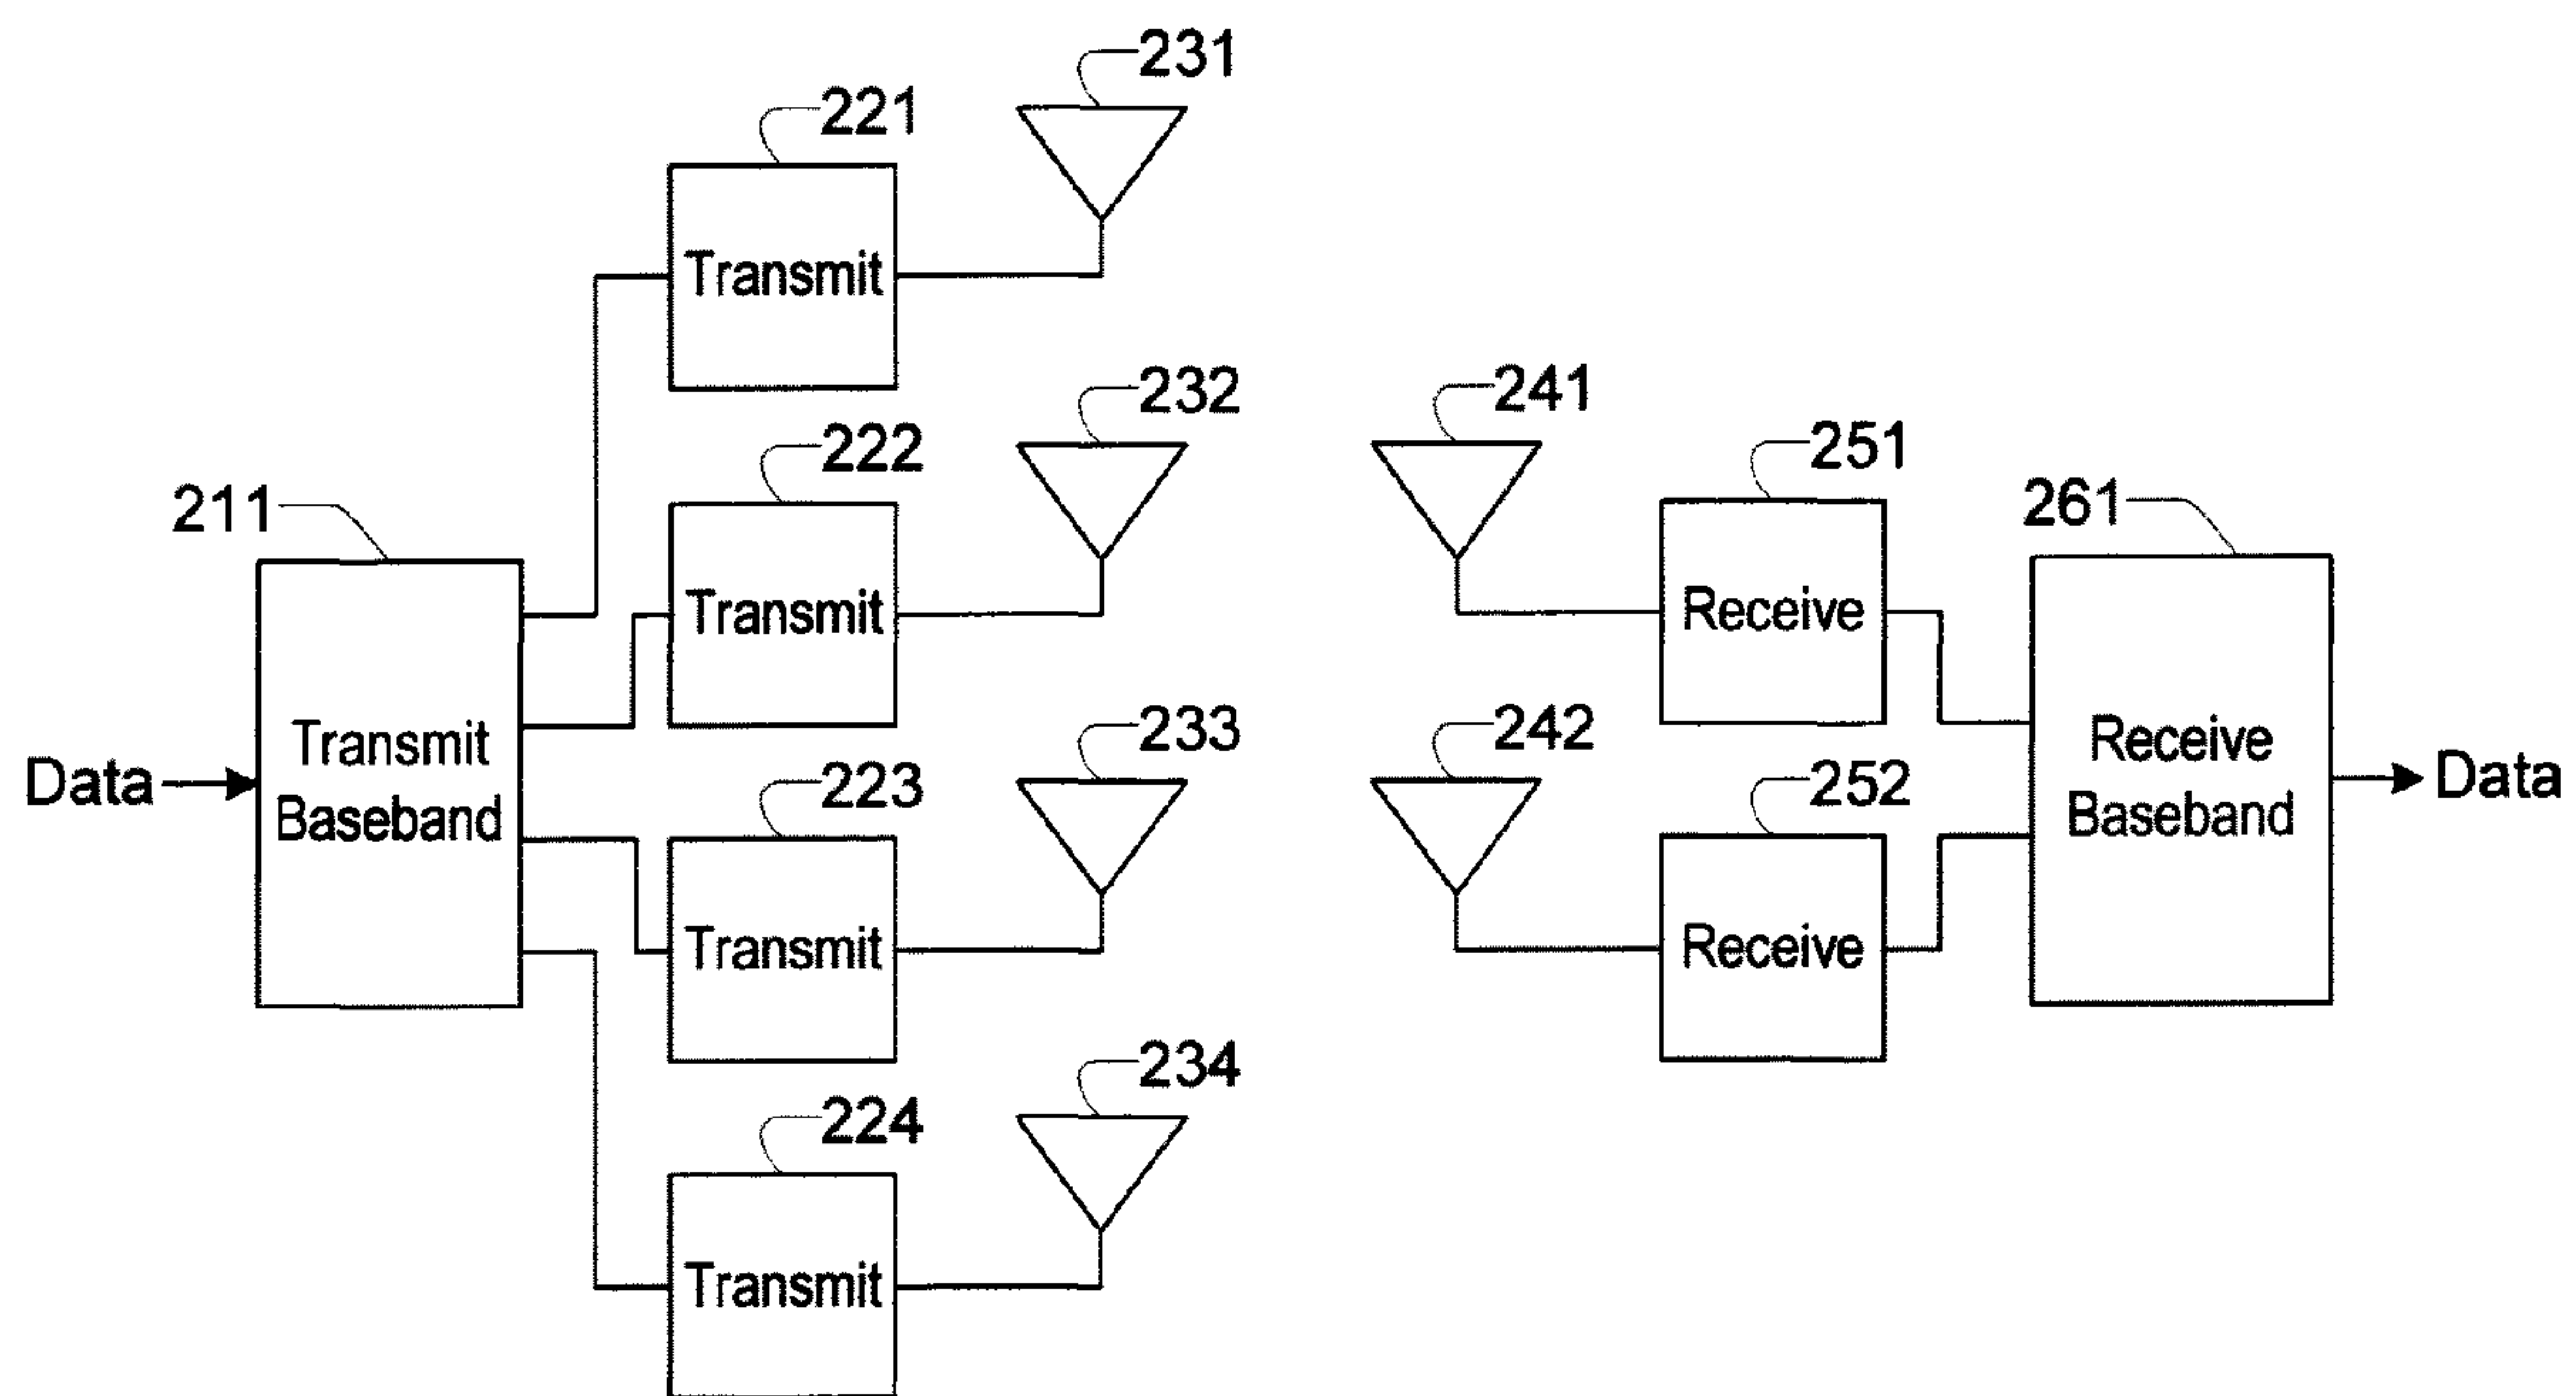 231
221
Transmit
232
222
Transmit
241
251
Receive
261
211
Transmit
Baseband
Data
233
223
Transmit
242
252
Receive
Receive
Baseband
Data
234
224
Transmit